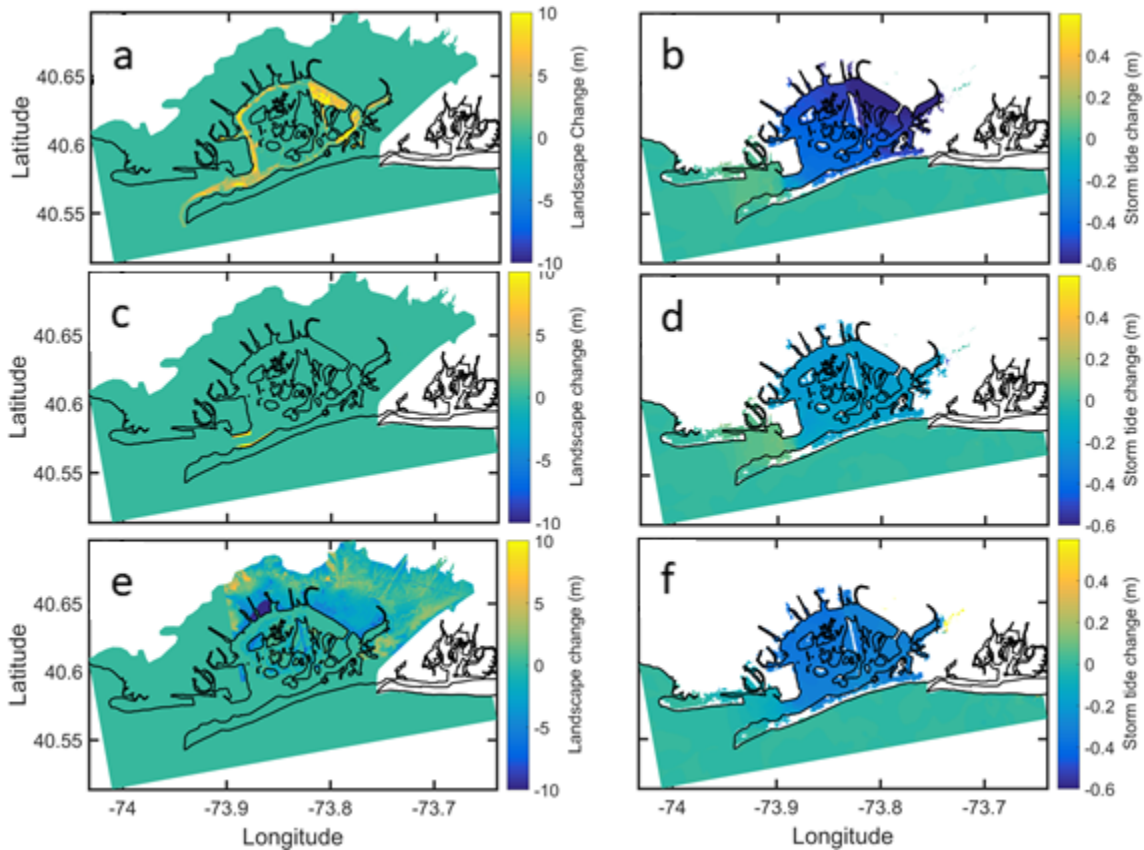 a
Latitude
40.65
40.6
40.55
10
5
0
-5
-10
Landscape Change (m)
b
0.4
0.2
0
-0.2
-0.4
-0.6
Storm tide change (m)
c
Latitude
40.65
40.6
40.55
10
5
0
-5
-10
Landscape change (m)
d
0.4
0.2
0
-0.2
-0.4
-0.6
Storm tide change (m)
e
Latitude
40.65
40.6
40.55
10
5
0
-5
-10
Landscape change (m)
-74 -73.9 -73.8 -73.7
Longitude
f
0.4
0.2
0
-0.2
-0.4
-0.6
Storm tide change (m)
-74 -73.9 -73.8 -73.7
Longitude